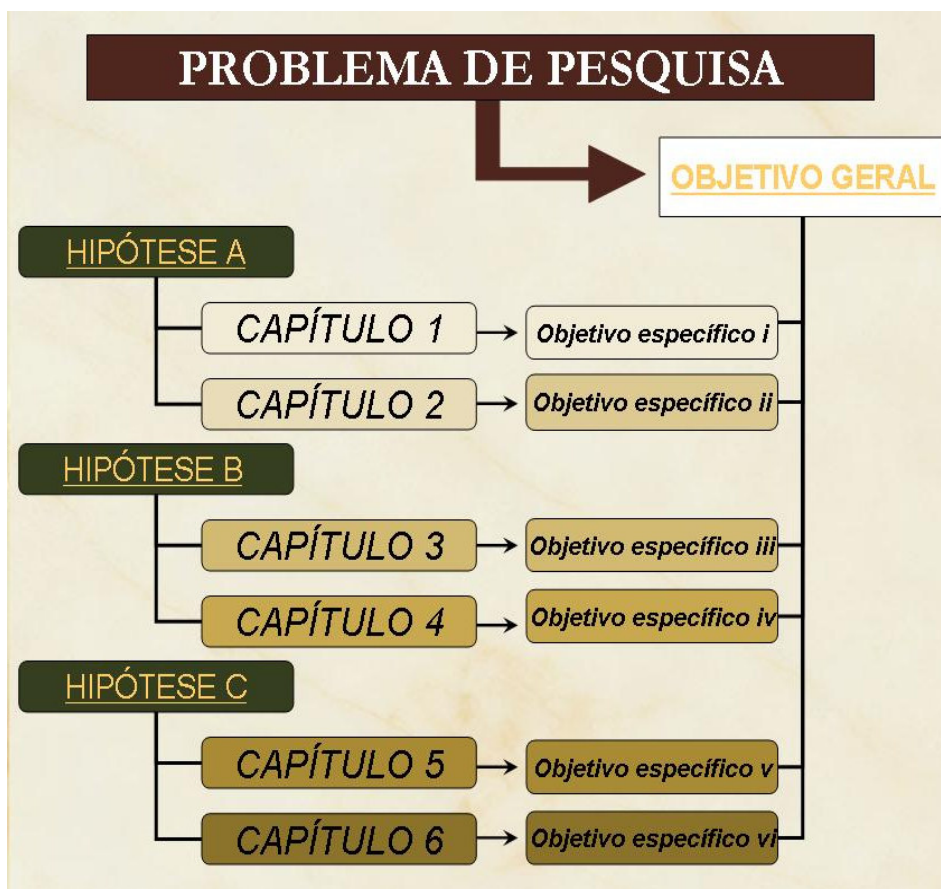 PROBLEMA DE PESQUISA
OBJETIVO GERAL
HIPÓTESE A
CAPÍTULO 1
Objetivo específico i
CAPÍTULO 2
Objetivo específico ii
HIPÓTESE B
CAPÍTULO 3
Objetivo específico iii
CAPÍTULO 4
Objetivo específico iv
HIPÓTESE C
CAPÍTULO 5
Objetivo específico v
CAPÍTULO 6
Objetivo específico vi